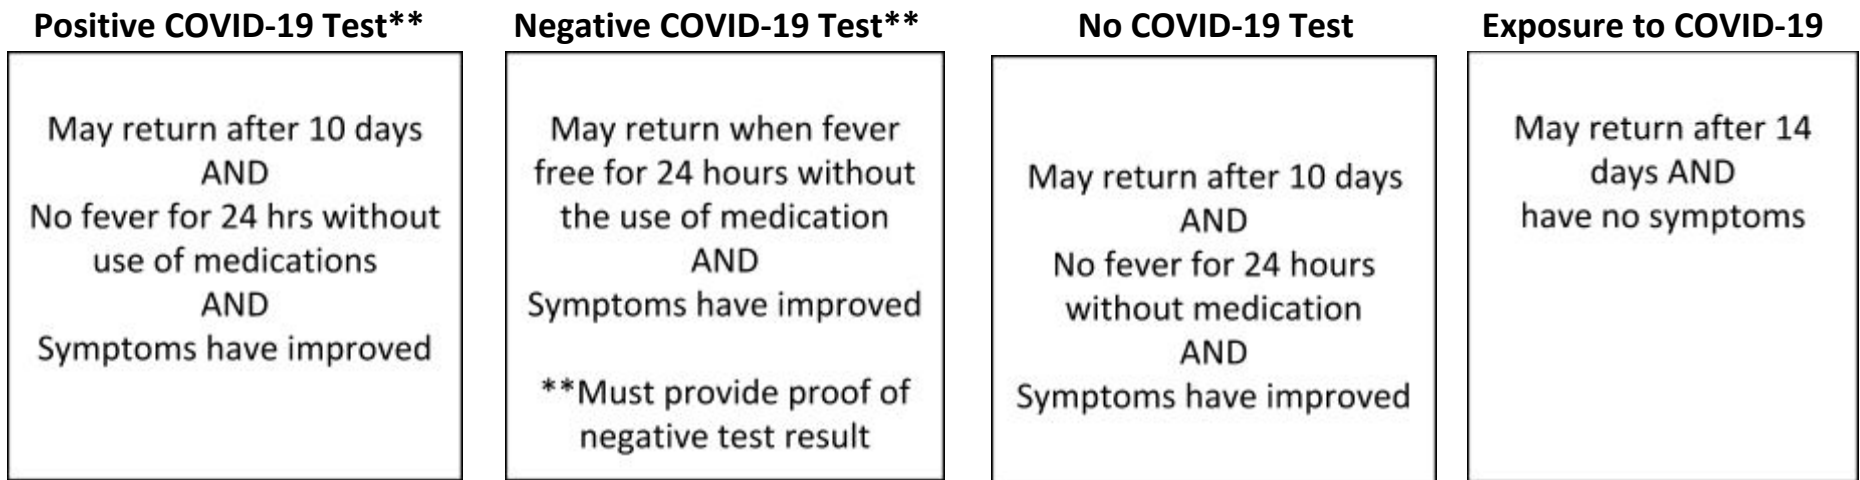 Positive COVID-19 Test**
May return after 10 days
AND
No fever for 24 hrs without
use of medications
AND
Symptoms have improved
Negative COVID-19 Test**
May return when fever
free for 24 hours without
the use of medication
AND
Symptoms have improved
**Must provide proof of
negative test result
No COVID-19 Test
May return after 10 days
AND
No fever for 24 hours
without medication
AND
Symptoms have improved
Exposure to COVID-19
May return after 14
days AND
have no symptoms